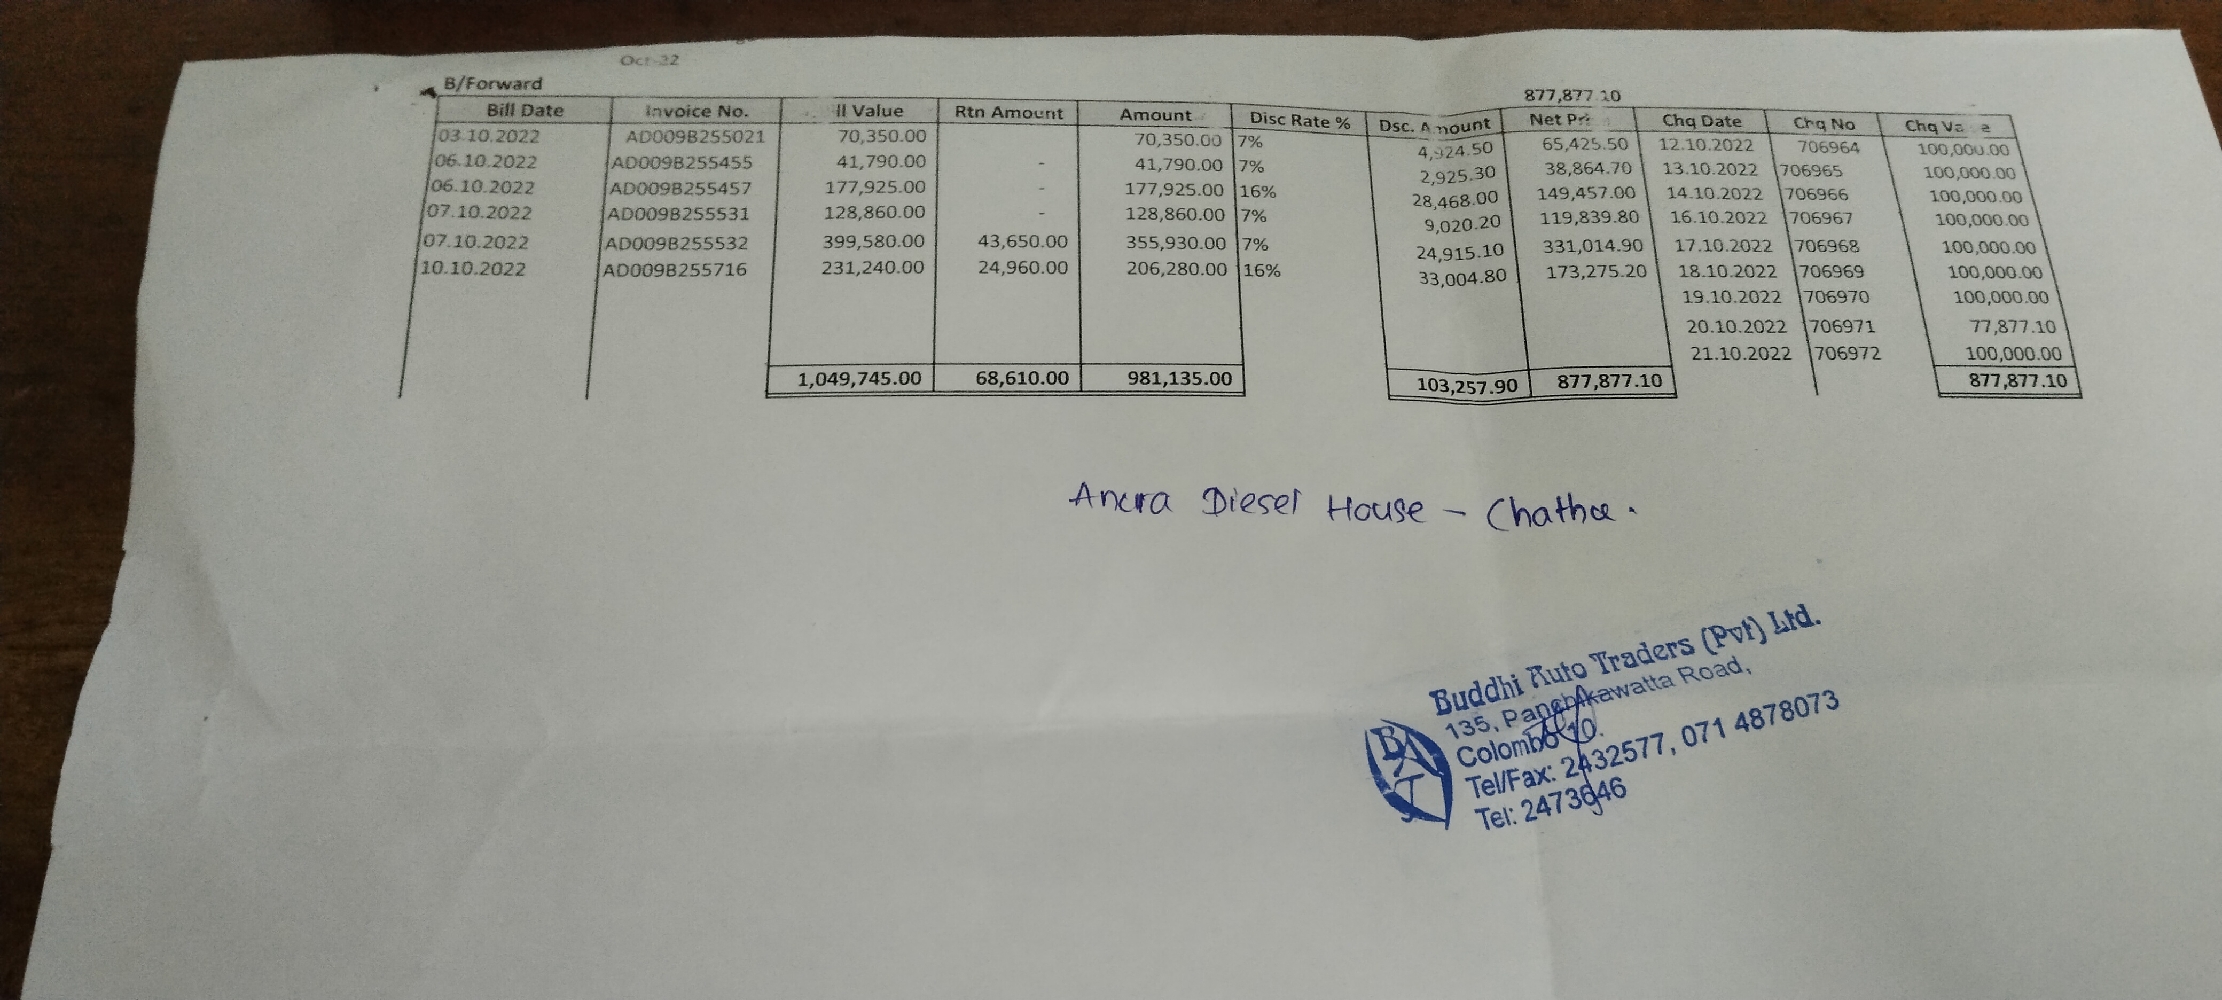 Oct-22
B/Forward 877,877.10
Bill Date Invoice No. ll Value Rtn Amount Amount Disc Rate % Dsc. Amount Net Pri Chq Date Chq No Chq Va e
03.10.2022 AD009B255021 70,350.00 70,350.00 7% 4,924.50 65,425.50 12.10.2022 706964 100,000.00
06.10.2022 AD009B255455 41,790.00 - 41,790.00 7% 2,925.30 38,864.70 13.10.2022 706965 100,000.00
06.10.2022 AD009B255457 177,925.00 - 177,925.00 16% 28,468.00 149,457.00 14.10.2022 706966 100,000.00
07.10.2022 AD009B255531 128,860.00 - 128,860.00 7% 9,020.20 119,839.80 16.10.2022 706967 100,000.00
07.10.2022 AD009B255532 399,580.00 43,650.00 355,930.00 7% 24,915.10 331,014.90 17.10.2022 706968 100,000.00
10.10.2022 AD009B255716 231,240.00 24,960.00 206,280.00 16% 33,004.80 173,275.20 18.10.2022 706969 100,000.00
19.10.2022 706970 100,000.00
20.10.2022 706971 77,877.10
21.10.2022 706972 100,000.00
1,049,745.00 68,610.00 981,135.00 103,257.90 877,877.10 877,877.10
Diesel House -
Buddhi Auto Traders (Pvt) Ltd.
135, Panchikawatta Road,
Colombo 10.
Tel/Fax: 2432577, 071 4878073
Tel: 2473646
BAT